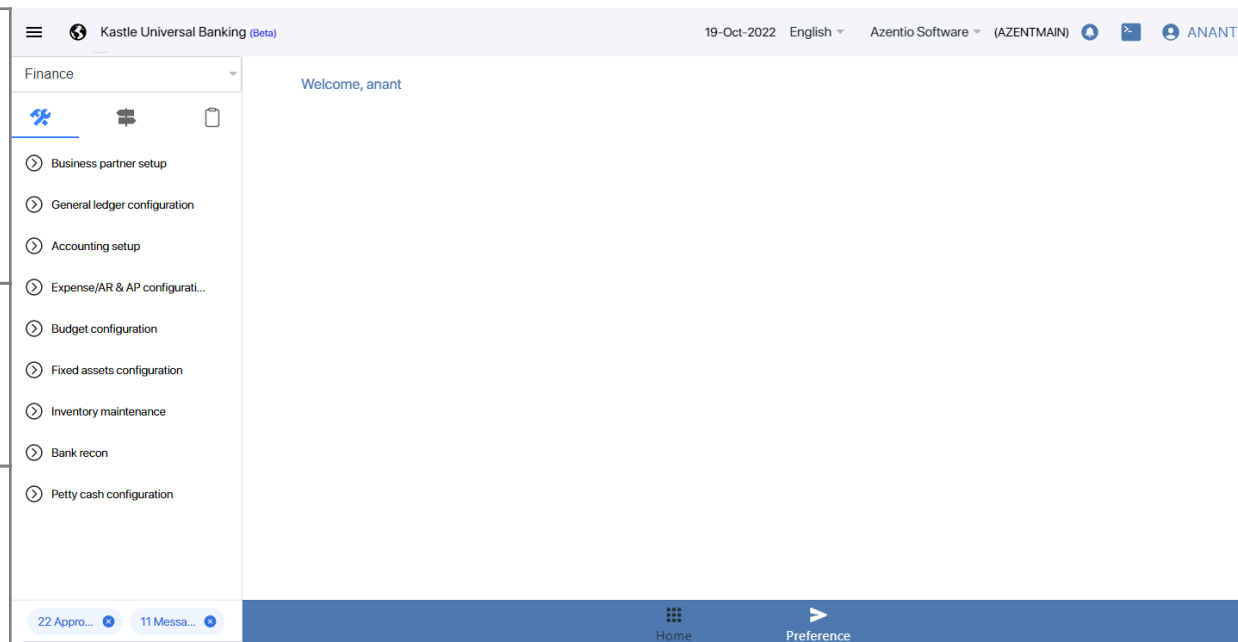 Kastle Universal Banking (Beta) 19-Oct-2022 English Azentio Software (AZENTMAIN) ANANT
Finance
Welcome, anant
Business partner setup
General ledger configuration
Accounting setup
Expense/AR & AP configurati...
Budget configuration
Fixed assets configuration
Inventory maintenance
Bank recon
Petty cash configuration
22 Appro... 11 Messa...
Home Preference